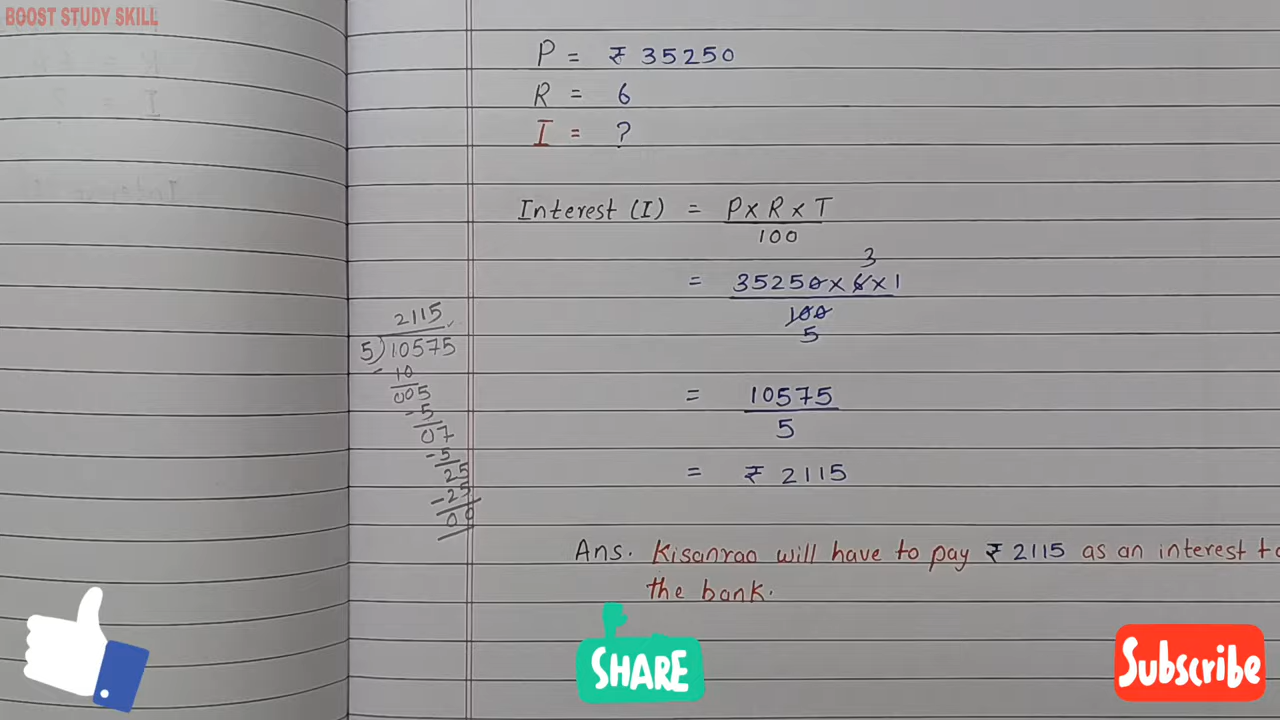 BOOST STUDY SKILL
P = ₹ 35250
R = 6
I = ?
Interest (I) = P x R x T
100
3
= 35250 x 6 x 1
100
5
= 10575
5
= ₹ 2115
2115
5) 10575
- 10
005
- 5
07
- 5
25
- 25
00
Ans. Kisanrao will have to pay ₹ 2115 as an interest to
the bank.
SHARE
Subscribe